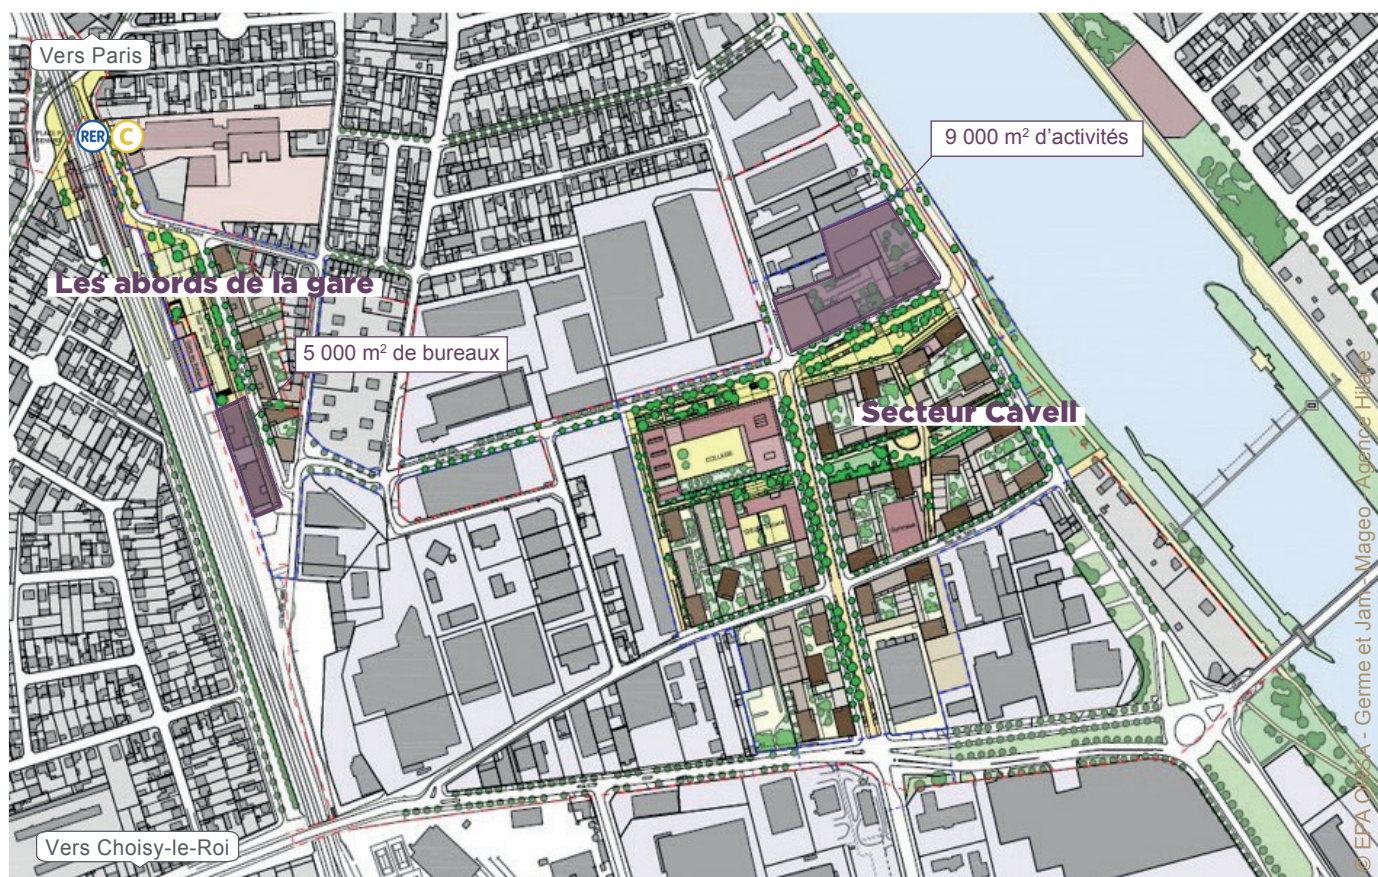 Vers Paris
RER C
9 000 m² d'activités
Les abords de la gare
5 000 m² de bureaux
Secteur Cavell
COLLEGE
Gymnase
Vers Choisy-le-Roi
© EPA ORSA - Germe et Jam - Mageo - Agence Hilaire